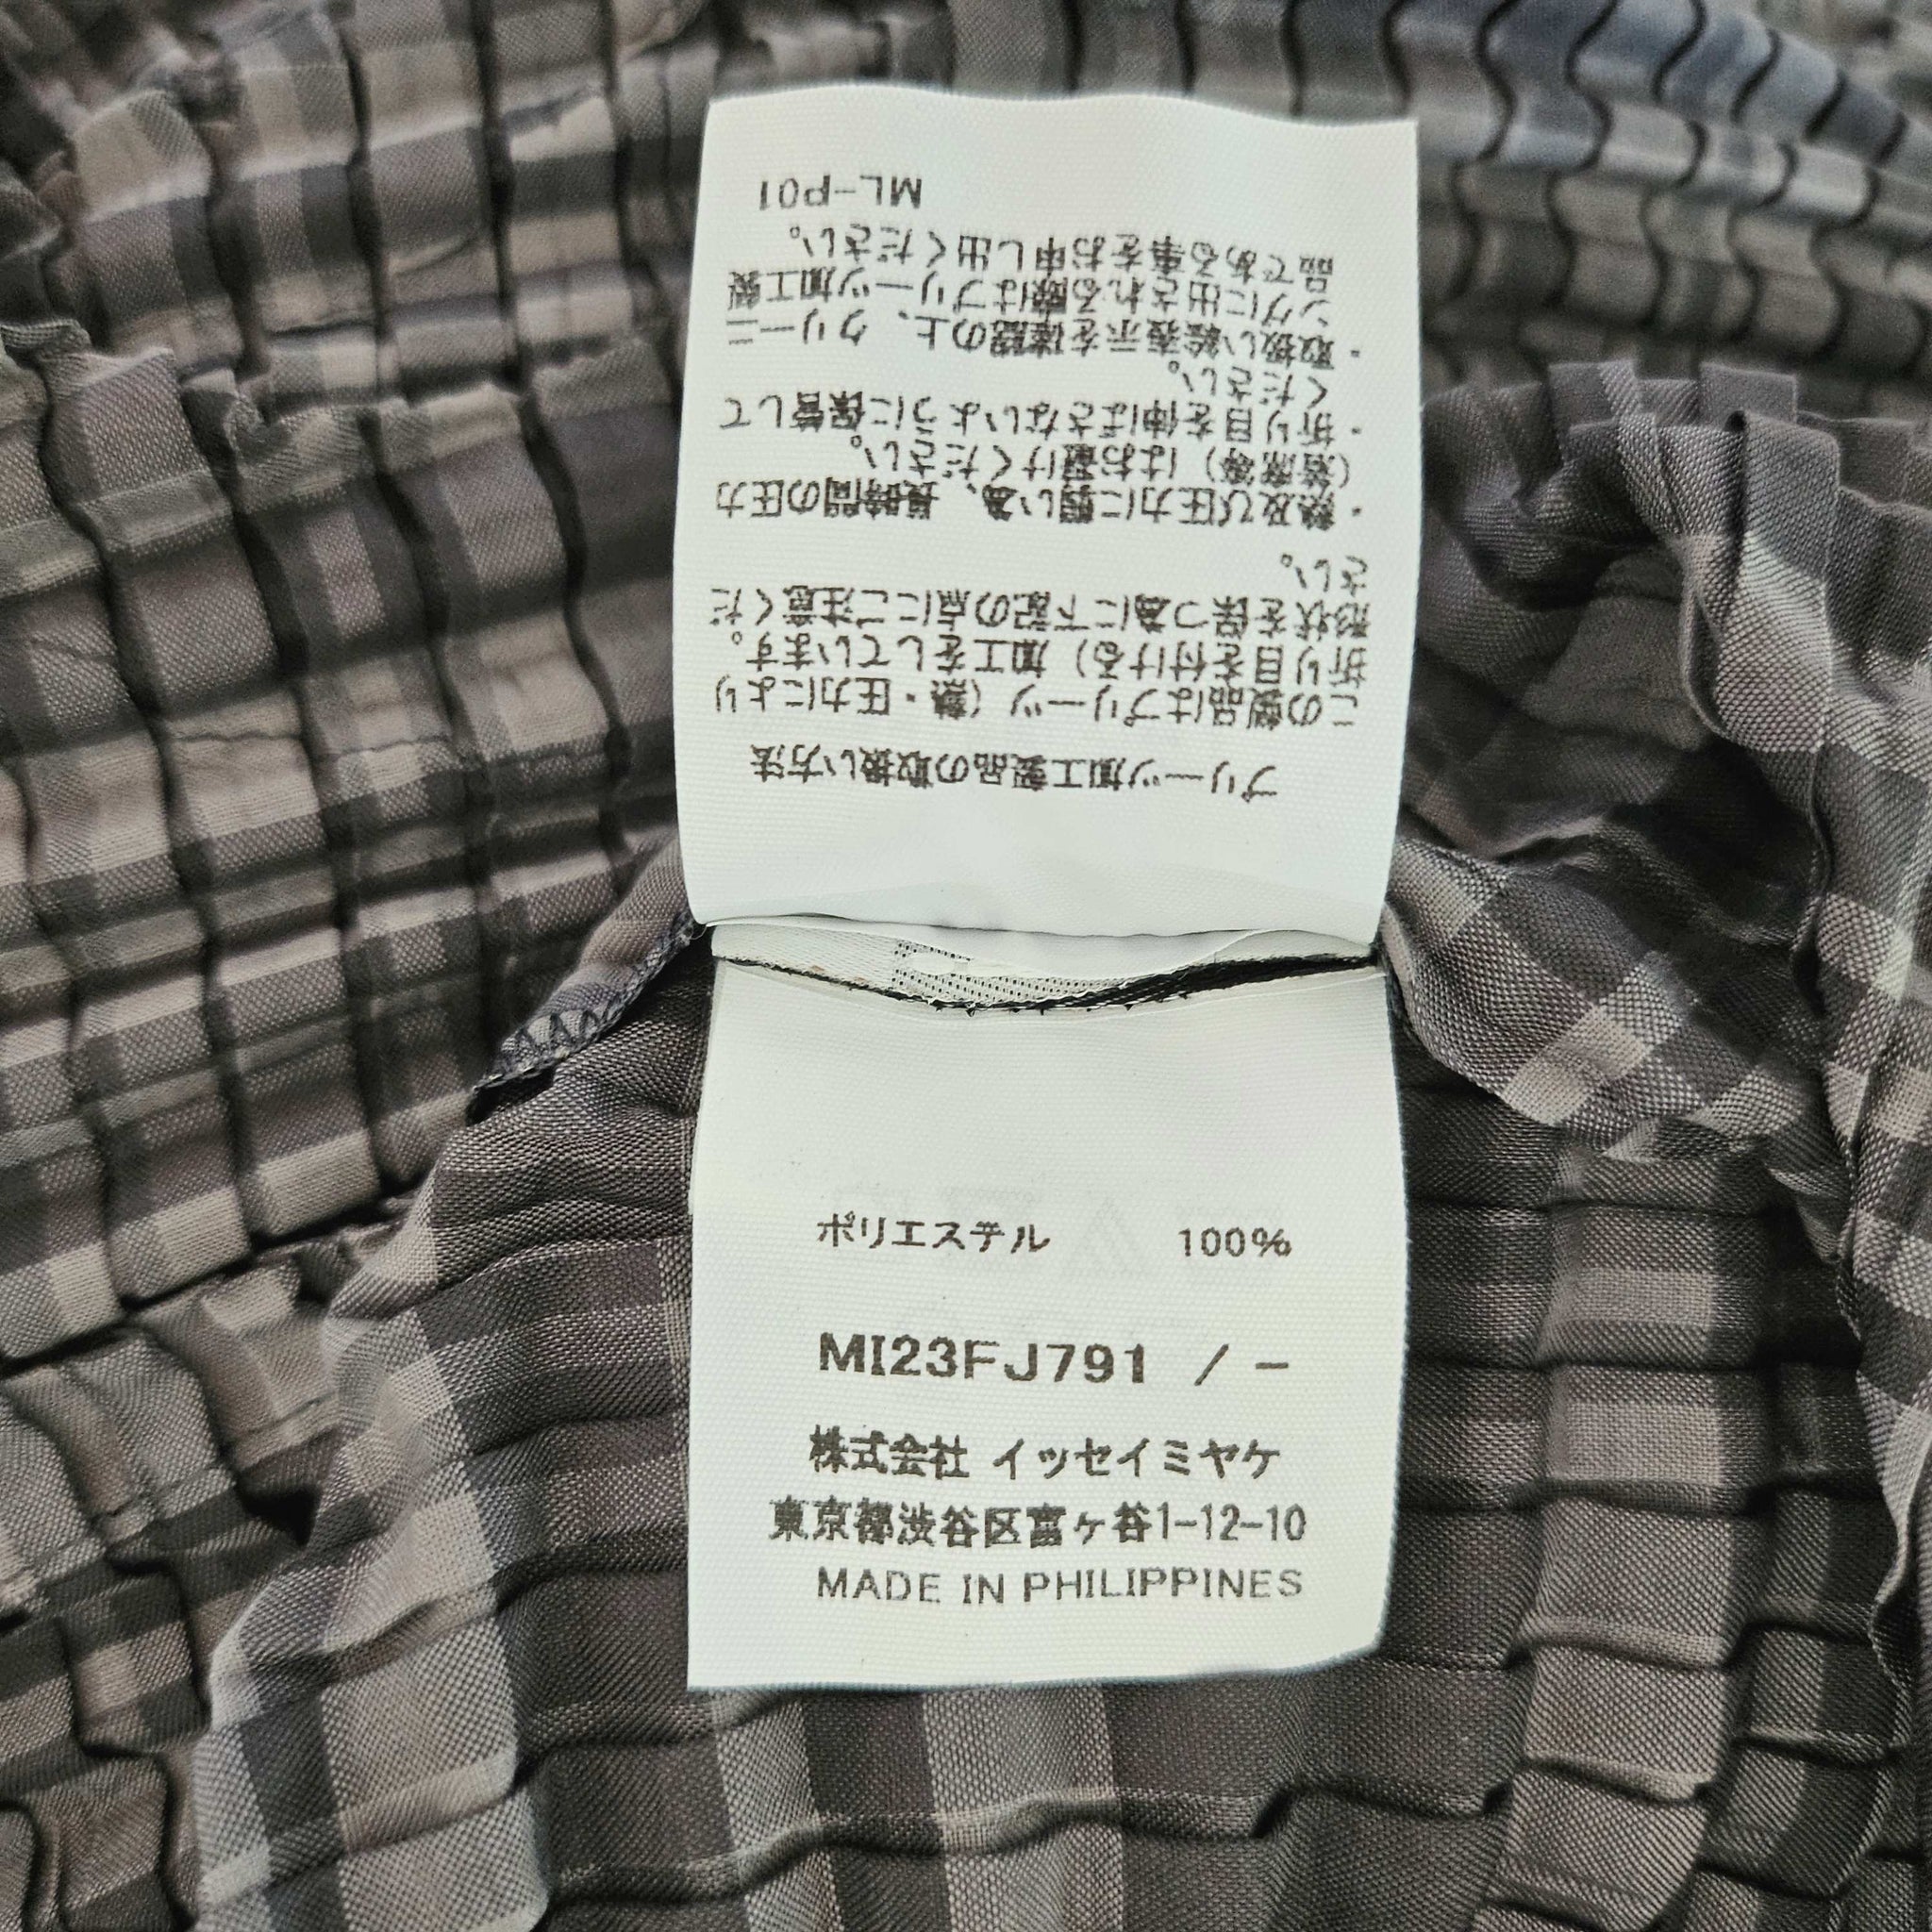 プリーツ加工製品の取扱い方法
この製品はプリーツ（熱・圧力により
折り目を付ける）加工をしています。
形状を保つ為に下記の点にご注意くだ
さい。
・熱及び圧力に弱い為、長時間の圧力
（着席等）はお避けください。
・折り目を伸ばさないように保管して
ください。
・取扱い絵表示を確認の上、クリーニ
ングに出される際はプリーツ加工製
品である事をお申し出ください。
ML-P01
ポリエステル 100%
MI23FJ791 / -
株式会社 イッセイミヤケ
東京都渋谷区富ヶ谷1-12-10
MADE IN PHILIPPINES